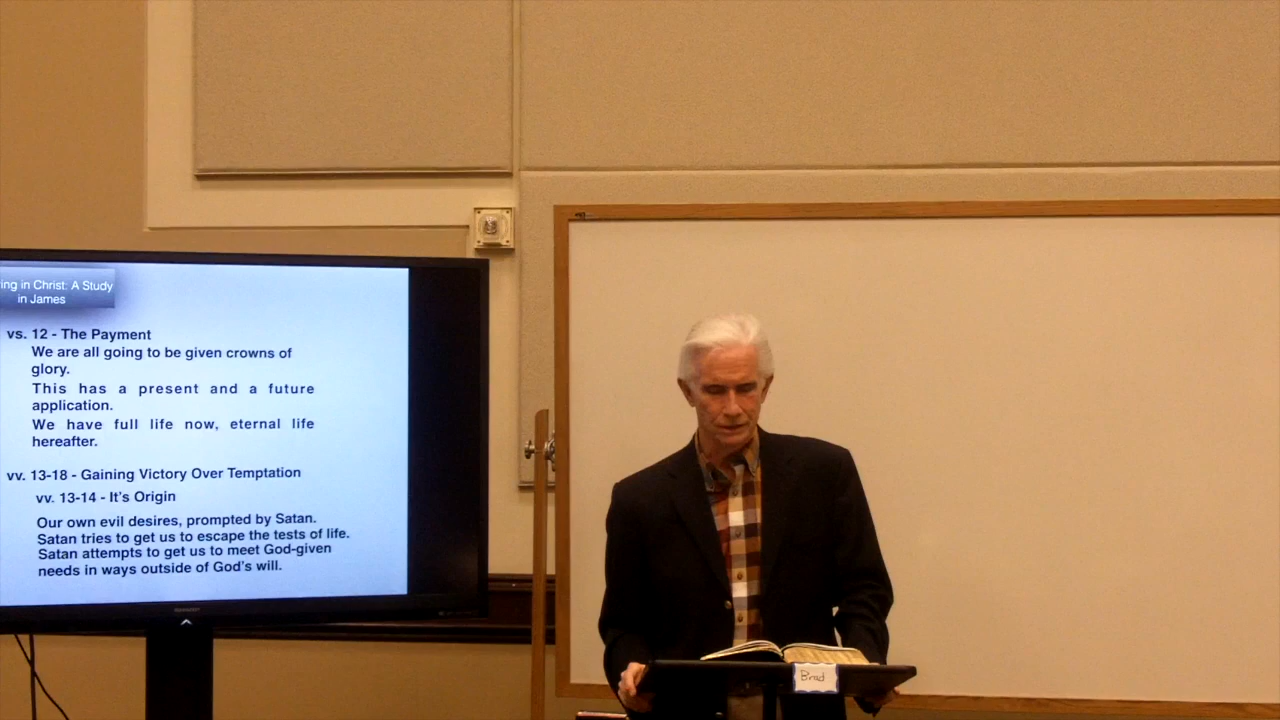 ing in Christ: A Study
in James
vs. 12 - The Payment
We are all going to be given crowns of
glory.
This has a present and a future
application.
We have full life now, eternal life
hereafter.
vv. 13-18 - Gaining Victory Over Temptation
vv. 13-14 - It's Origin
Our own evil desires, prompted by Satan.
Satan tries to get us to escape the tests of life.
Satan attempts to get us to meet God-given
needs in ways outside of God's will.
Brad